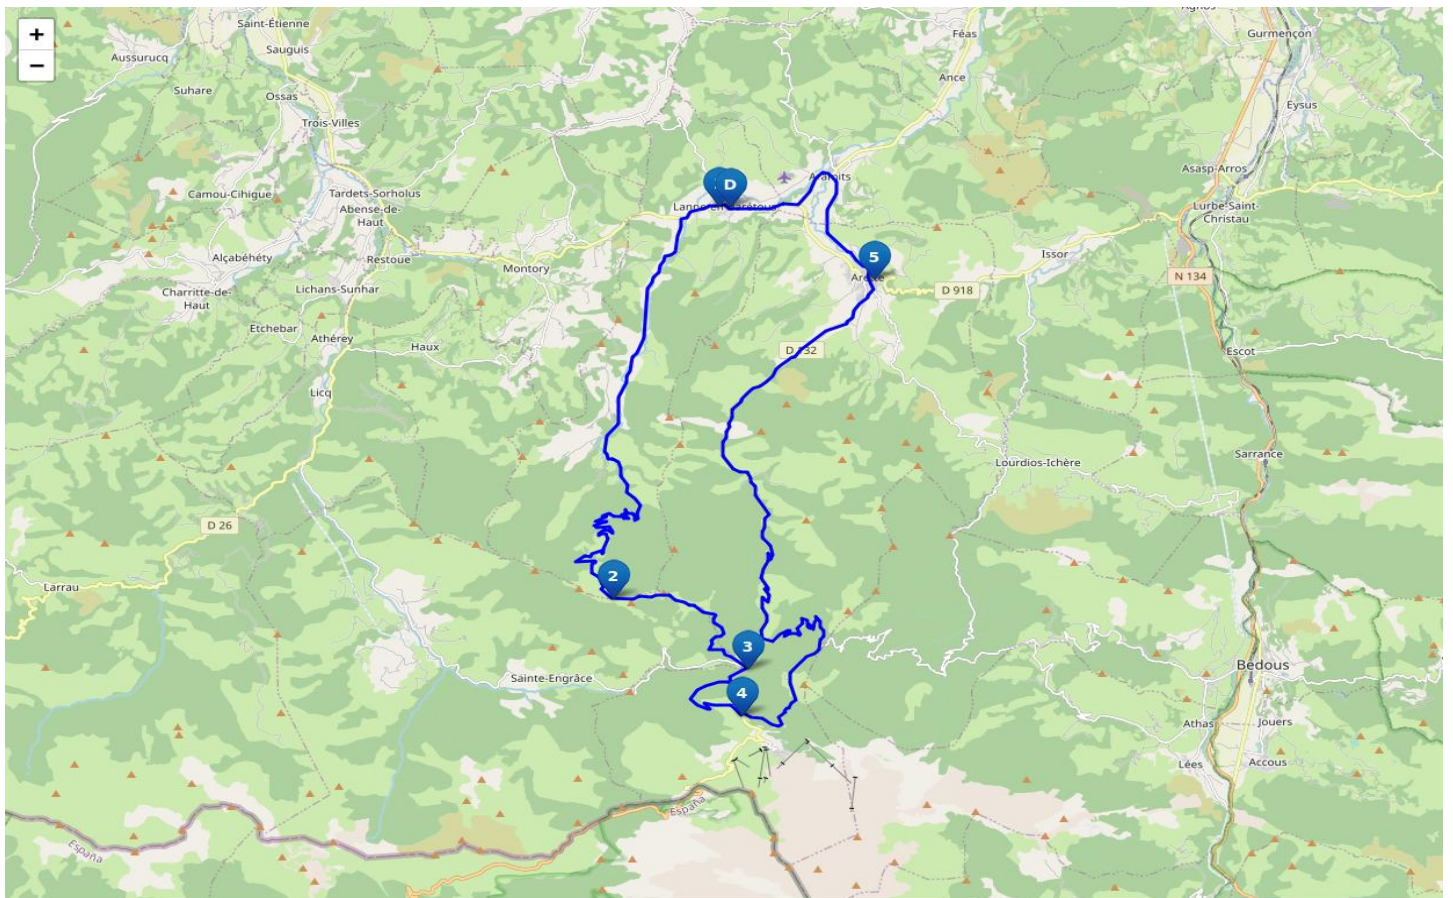 Agnos
Saint-Étienne
Gurmençon
+
Féas
Sauguis
Aussurucq
−
Ance
Suhare
Ossas
Eysus
Trois-Villes
Asasp-Arros
D
Camou-Cihigue
Tardets-Sorholus
Lurbe-Saint-
Christau
Abense-de-
Haut
Alçabéhéty
Restoue
5
Issor
Montory
N 134
Charritte-de-
Haut
Lichans-Sunhar
D 918
Etchebar
Athérey
Haux
Escot
Licq
Sarrance
Lourdios-Ichère
D 26
2
Larrau
3
Bedous
Sainte-Engrâce
4
Athas
Jouers
Lées
Accous
España
España